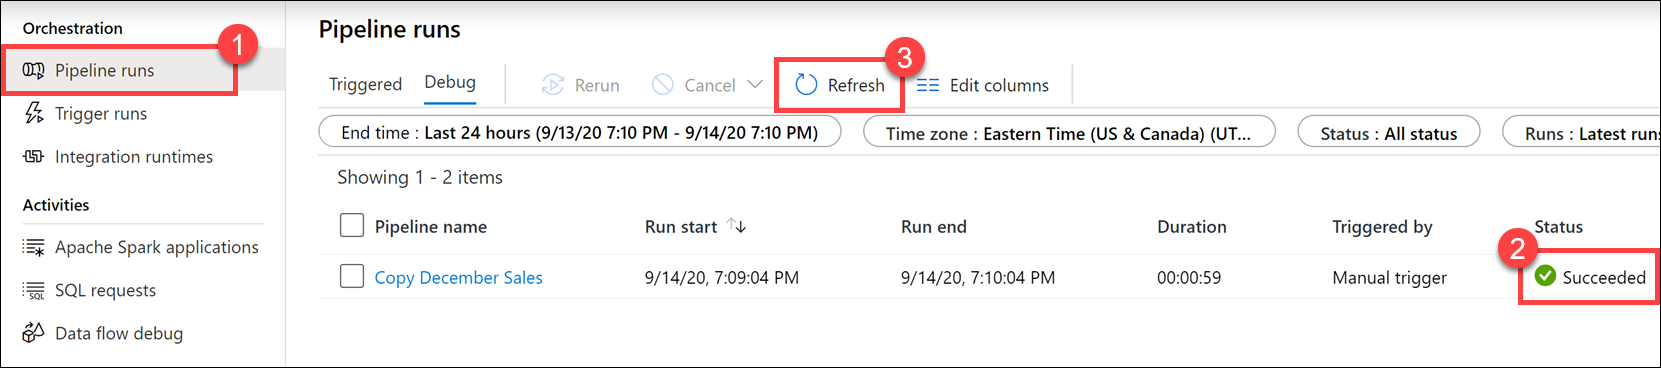 Orchestration
1
Pipeline runs
Trigger runs
Integration runtimes
Activities
Apache Spark applications
SQL requests
SQL
Data flow debug
Pipeline runs
3
Triggered Debug Rerun Cancel Refresh Edit columns
End time : Last 24 hours (9/13/20 7:10 PM - 9/14/20 7:10 PM) Time zone : Eastern Time (US & Canada) (UT... Status : All status Runs : Latest runs
Showing 1 - 2 items
Pipeline name Run start Run end Duration Triggered by Status
2
Copy December Sales 9/14/20, 7:09:04 PM 9/14/20, 7:10:04 PM 00:00:59 Manual trigger Succeeded